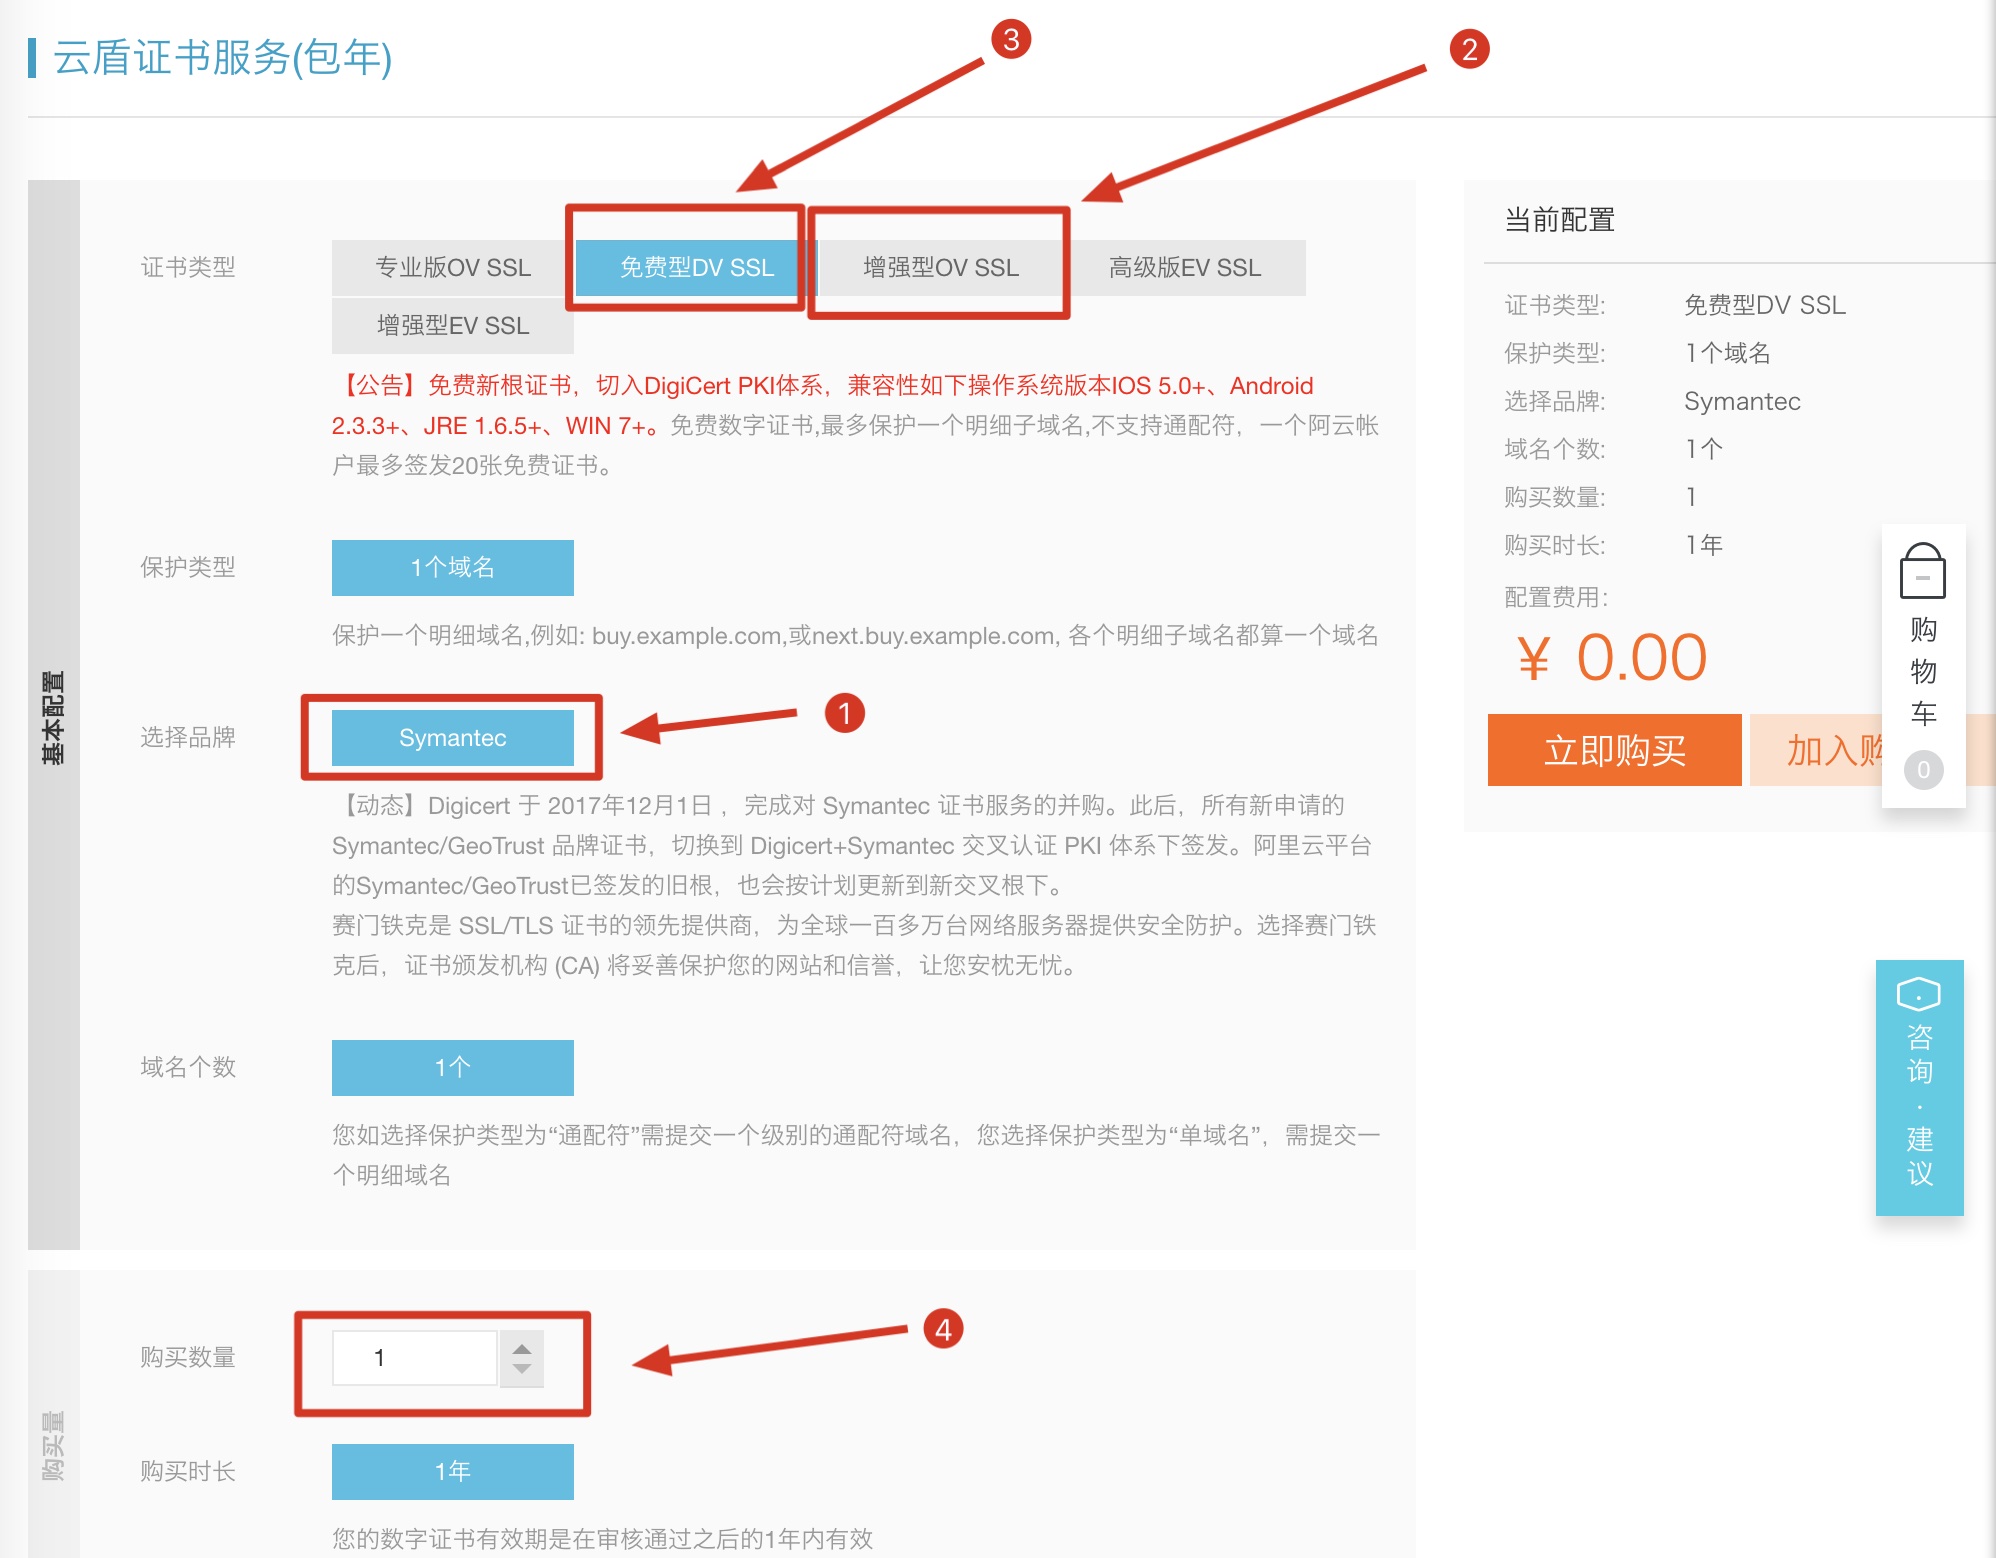 云盾证书服务(包年)
3
2
基本配置
证书类型
专业版OV SSL
免费型DV SSL
增强型OV SSL
高级版EV SSL
增强型EV SSL
【公告】免费新根证书，切入DigiCert PKI体系，兼容性如下操作系统版本IOS 5.0+、Android
2.3.3+、JRE 1.6.5+、WIN 7+。免费数字证书,最多保护一个明细子域名,不支持通配符，一个阿云帐
户最多签发20张免费证书。
保护类型
1个域名
保护一个明细域名,例如: buy.example.com,或next.buy.example.com, 各个明细子域名都算一个域名
选择品牌
Symantec
1
【动态】Digicert 于 2017年12月1日 ，完成对 Symantec 证书服务的并购。此后，所有新申请的
Symantec/GeoTrust 品牌证书，切换到 Digicert+Symantec 交叉认证 PKI 体系下签发。阿里云平台
的Symantec/GeoTrust已签发的旧根，也会按计划更新到新交叉根下。
赛门铁克是 SSL/TLS 证书的领先提供商，为全球一百多万台网络服务器提供安全防护。选择赛门铁
克后，证书颁发机构 (CA) 将妥善保护您的网站和信誉，让您安枕无忧。
域名个数
1个
您如选择保护类型为“通配符”需提交一个级别的通配符域名，您选择保护类型为“单域名”，需提交一
个明细域名
购买量
购买数量
1
4
购买时长
1年
您的数字证书有效期是在审核通过之后的1年内有效
当前配置
证书类型: 免费型DV SSL
保护类型: 1个域名
选择品牌: Symantec
域名个数: 1个
购买数量: 1
购买时长: 1年
配置费用:
¥ 0.00
立即购买
加入购
购物车
0
咨询·建议